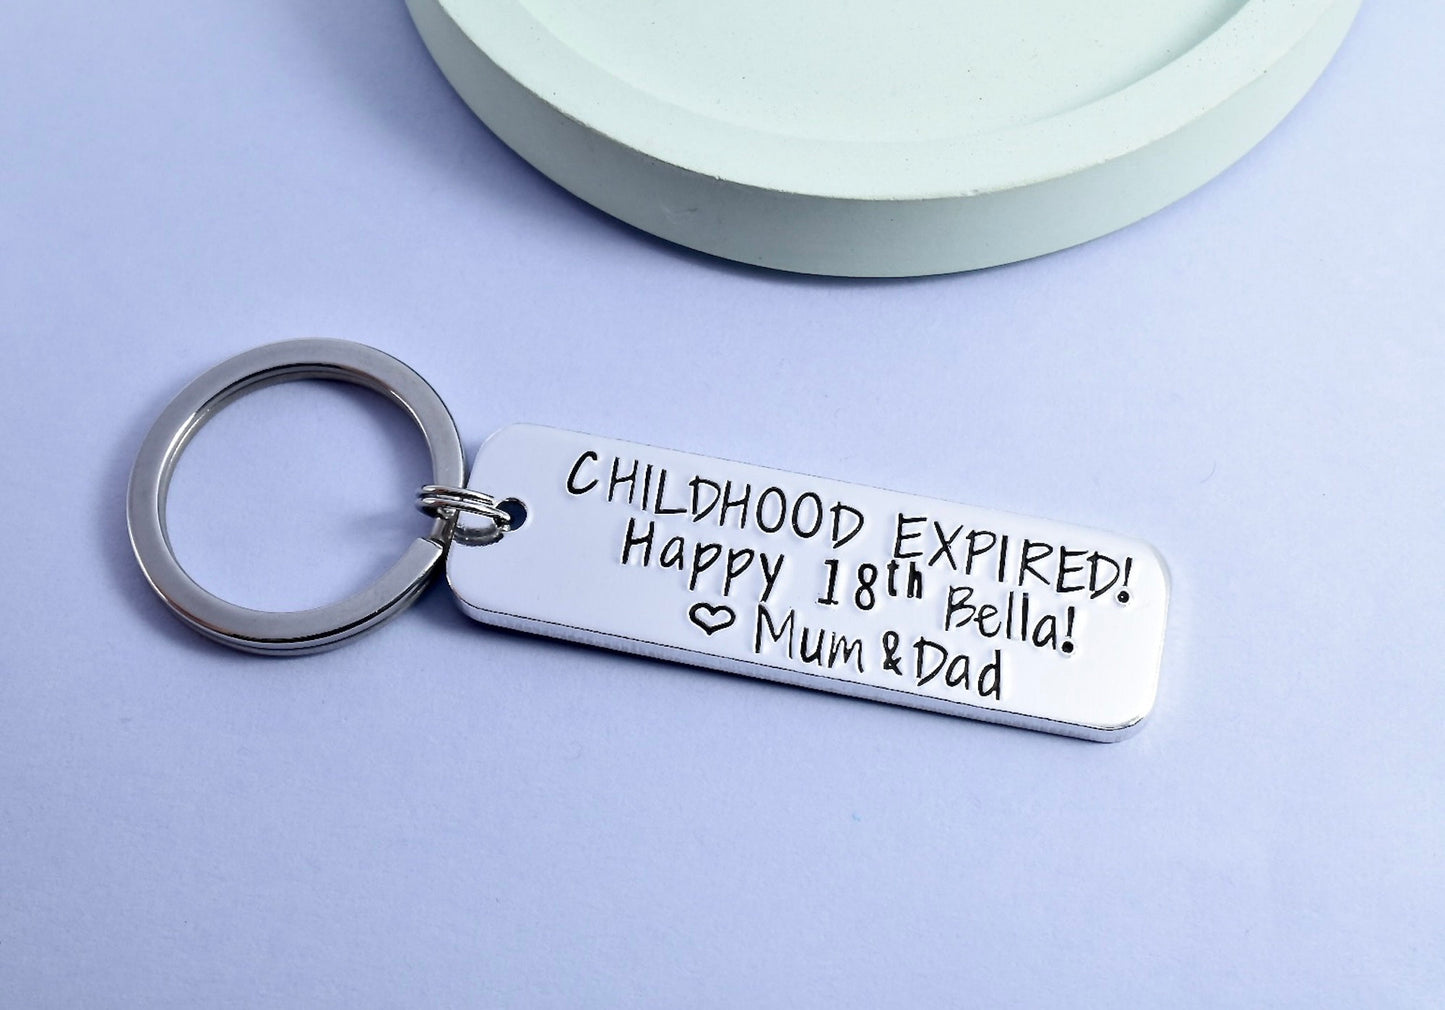 CHILDHOOD EXPIRED!
Happy 18th Bella!
♡ Mum & Dad